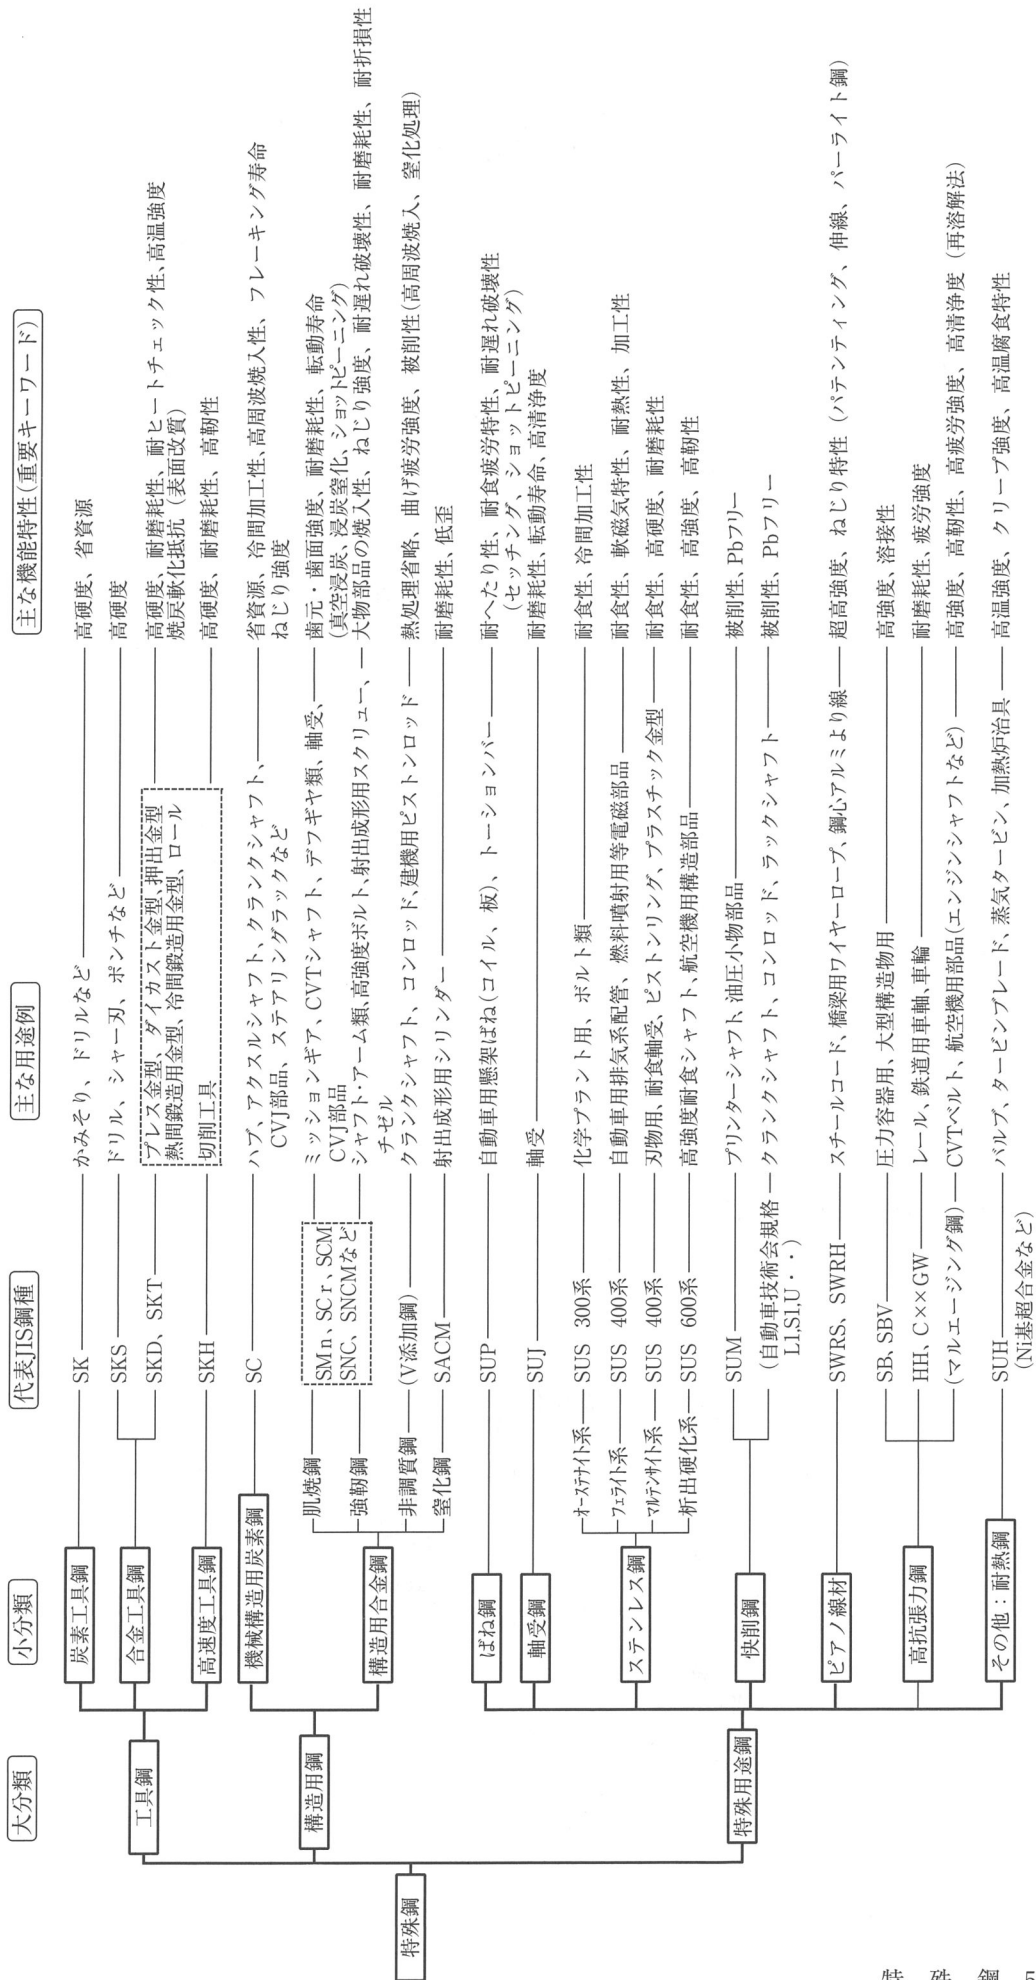 大分類
小分類
代表JIS鋼種
主な用途例
主な機能特性(重要キーワード)
特殊鋼
工具鋼
炭素工具鋼
SK
かみそり、ドリルなど
高硬度、省資源
合金工具鋼
SKS
ドリル、シャー刃、ポンチなど
高硬度
SKD、SKT
プレス金型、ダイカスト金型、押出金型
熱間鍛造用金型、冷間鍛造用金型、ロール
高硬度、耐磨耗性、耐ヒートチェック性、高温強度
焼戻軟化抵抗(表面改質)
高速度工具鋼
SKH
切削工具
高硬度、耐磨耗性、高靭性
構造用鋼
機械構造用炭素鋼
SC
ハブ、アクスルシャフト、クランクシャフト、
CVJ部品、ステアリングラックなど
省資源、冷間加工性、高周波焼入性、フレーキング寿命
ねじり強度
構造用合金鋼
肌焼鋼
SMn、SCr、SCM
ミッションギア、CVTシャフト、デフギヤ類、軸受、
CVJ部品
歯元・歯面強度、耐磨耗性、転動寿命
(真空浸炭、浸炭窒化、ショットピーニング)
強靭鋼
SNC、SNCMなど
シャフト・アーム類、高強度ボルト、射出成形用スクリュー、
チゼル
大物部品の焼入性、ねじり強度、耐遅れ破壊性、耐磨耗性、耐折損性
非調質鋼
(V添加鋼)
クランクシャフト、コンロッド、建機用ピストンロッド
熱処理省略、曲げ疲労強度、被削性(高周波焼入、窒化処理)
窒化鋼
SACM
射出成形用シリンダー
耐磨耗性、低歪
特殊用途鋼
ばね鋼
SUP
自動車用懸架ばね(コイル、板)、トーションバー
耐へたり性、耐食疲労特性、耐遅れ破壊性
(セッチング、ショットピーニング)
軸受鋼
SUJ
軸受
耐磨耗性、転動寿命、高清浄度
ステンレス鋼
オーステナイト系
SUS 300系
化学プラント用、ボルト類
耐食性、冷間加工性
フェライト系
SUS 400系
自動車用排気系配管、燃料噴射用等電磁部品
耐食性、軟磁気特性、耐熱性、加工性
マルテンサイト系
SUS 400系
刃物用、耐食軸受、ピストンリング、プラスチック金型
耐食性、高硬度、耐磨耗性
析出硬化系
SUS 600系
高強度耐食シャフト、航空機用構造部品
耐食性、高強度、高靭性
快削鋼
SUM
プリンターシャフト、油圧小物部品
被削性、Pbフリー
(自動車技術会規格
L1,S1,U・・)
クランクシャフト、コンロッド、ラックシャフト
被削性、Pbフリー
ピアノ線材
SWRS、SWRH
スチールコード、橋梁用ワイヤーロープ、鋼心アルミより線
超高強度、ねじり特性(パテンティング、伸線、パーライト鋼)
高抗張力鋼
SB、SBV
圧力容器用、大型構造物用
高強度、溶接性
HH、C××GW
レール、鉄道用車軸、車輪
耐磨耗性、疲労強度
(マルエージング鋼)
CVTベルト、航空機用部品(エンジンシャフトなど)
高強度、高靭性、高疲労強度、高清浄度(再溶解法)
その他:耐熱鋼
SUH
(Ni基超合金など)
バルブ、タービンブレード、蒸気タービン、加熱炉治具
高温強度、クリープ強度、高温腐食特性
特 殊 鋼 5